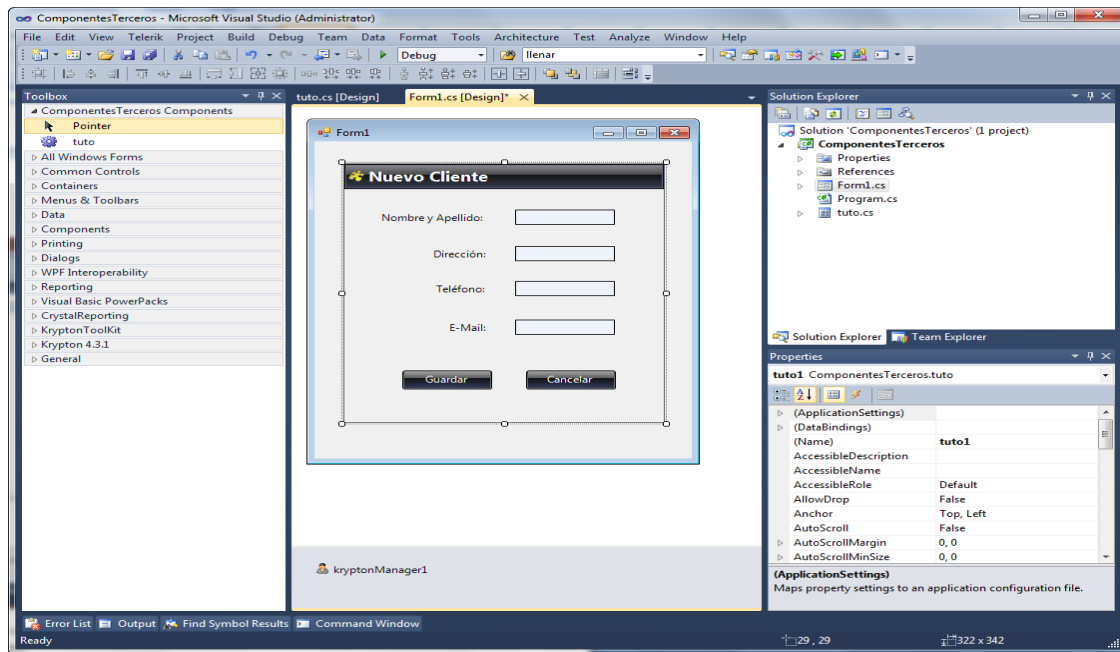 ComponentesTerceros - Microsoft Visual Studio (Administrator)
File Edit View Telerik Project Build Debug Team Data Format Tools Architecture Test Analyze Window Help
Debug llenar
Toolbox
ComponentesTerceros Components
Pointer
tuto
All Windows Forms
Common Controls
Containers
Menus & Toolbars
Data
Components
Printing
Dialogs
WPF Interoperability
Reporting
Visual Basic PowerPacks
CrystalReporting
KryptonToolKit
Krypton 4.3.1
General
tuto.cs [Design] Form1.cs [Design]*
Form1
Nuevo Cliente
Nombre y Apellido:
Dirección:
Teléfono:
E-Mail:
Guardar Cancelar
kryptonManager1
Solution Explorer
Solution 'ComponentesTerceros' (1 project)
ComponentesTerceros
Properties
References
Form1.cs
Program.cs
tuto.cs
Solution Explorer Team Explorer
Properties
tuto1 ComponentesTerceros.tuto
(ApplicationSettings)
(DataBindings)
(Name) tuto1
AccessibleDescription
AccessibleName
AccessibleRole Default
AllowDrop False
Anchor Top, Left
AutoScroll False
AutoScrollMargin 0, 0
AutoScrollMinSize 0, 0
(ApplicationSettings)
Maps property settings to an application configuration file.
Error List Output Find Symbol Results Command Window
Ready 29 , 29 322 x 342